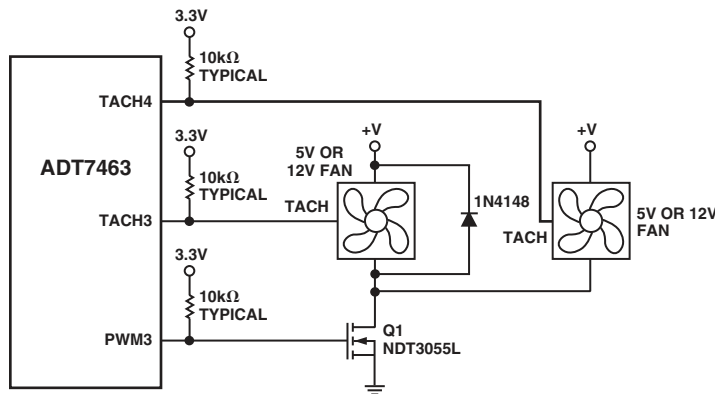 3.3V
10kΩ
TYPICAL
TACH4
ADT7463
3.3V
10kΩ
TYPICAL
TACH3
3.3V
10kΩ
TYPICAL
PWM3
+V
5V OR
12V FAN
TACH
1N4148
+V
TACH
5V OR 12V
FAN
Q1
NDT3055L